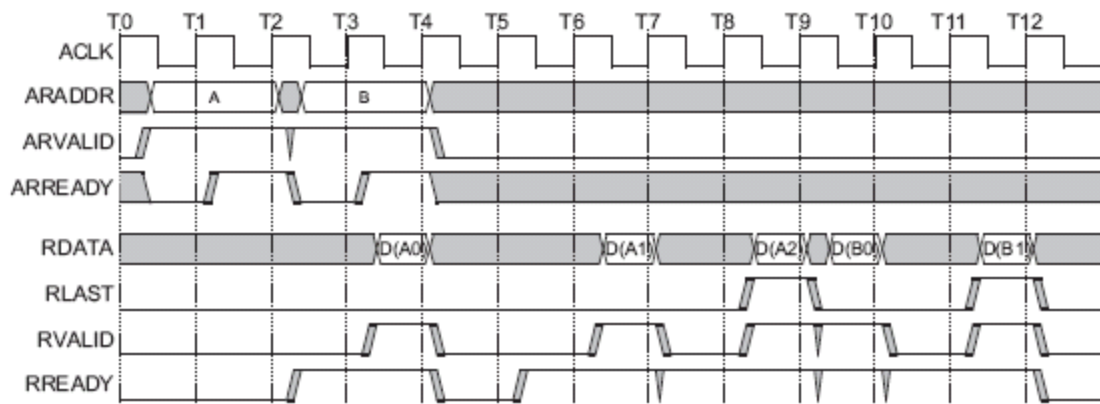 T0 T1 T2 T3 T4 T5 T6 T7 T8 T9 T10 T11 T12
ACLK
ARADDR A B
ARVALID
ARREADY
RDATA D(A0 D(A1 D(A2 D(B0 D(B1
RLAST
RVALID
RREADY